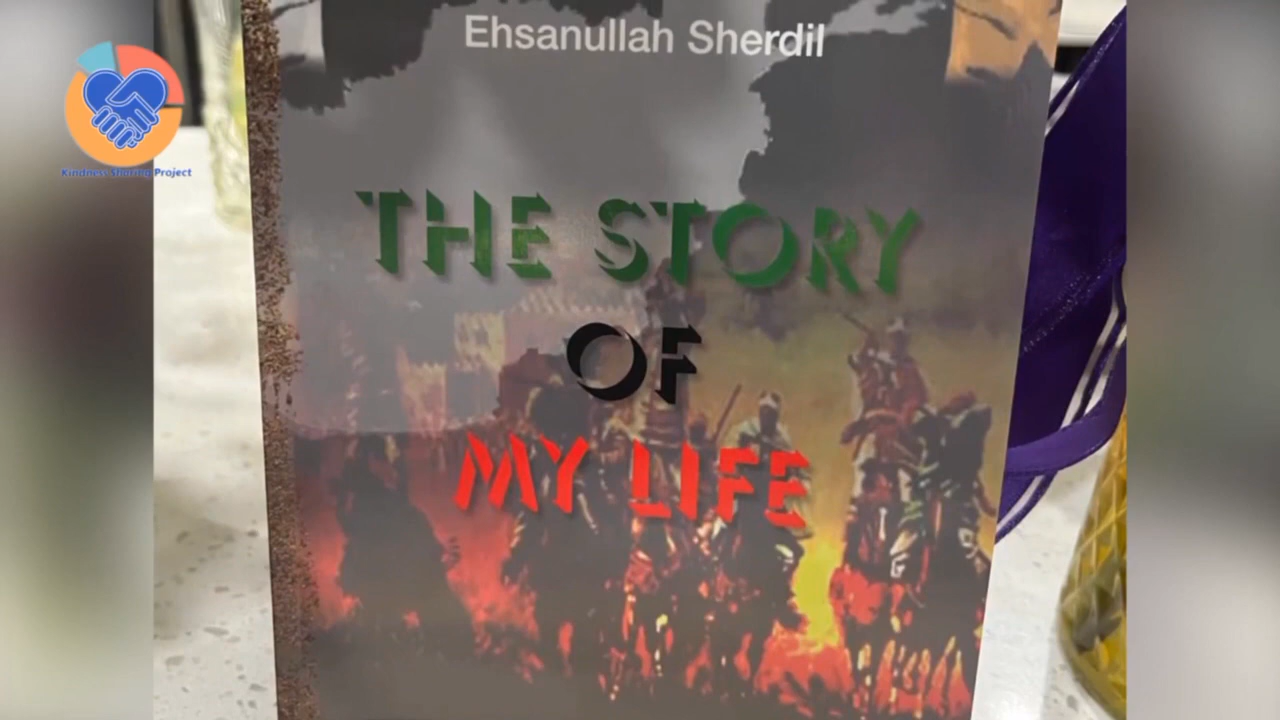 Ehsanullah Sherdil
Kindness Sharing Project
THE STORY
OF
MY LIFE